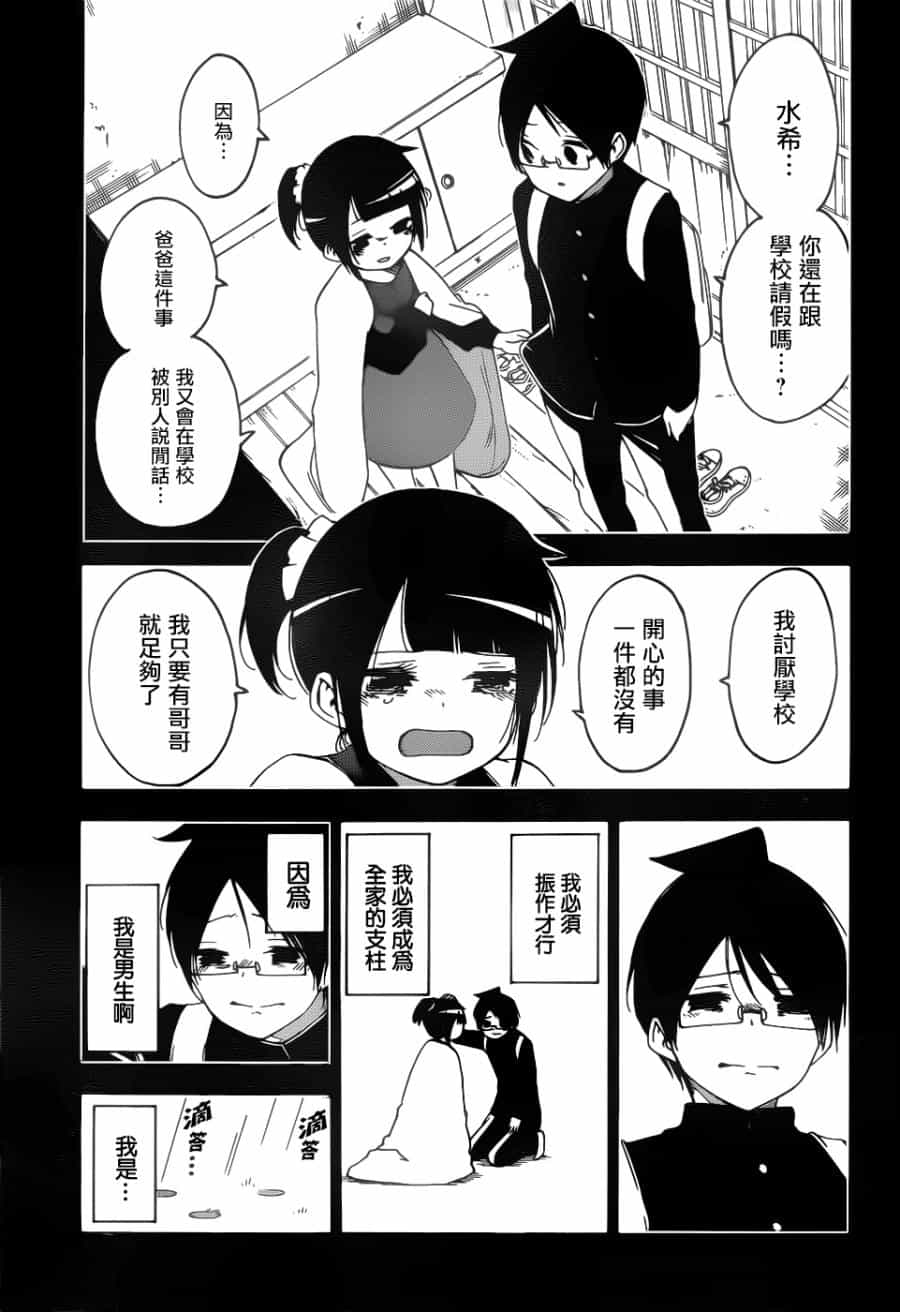 水希…
你還在跟
學校請假嗎…?
因為…
爸爸這件事
我又會在學校
被別人説閒話…
我討厭學校
開心的事
一件都沒有
我只要有哥哥
就足夠了
我必須
振作才行
我必須成為
全家的支柱
因為
我是男生啊
滴答
滴答…
我是…